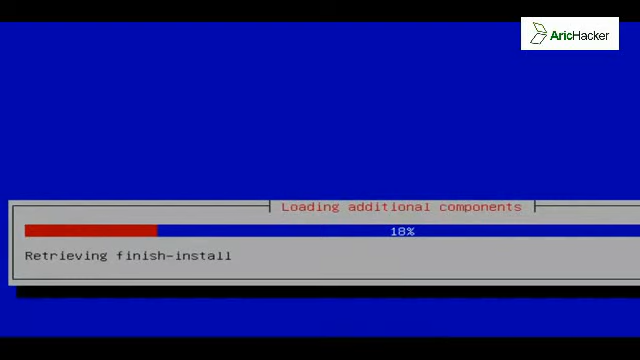 AricHacker
Loading additional components
18%
Retrieving finish-install